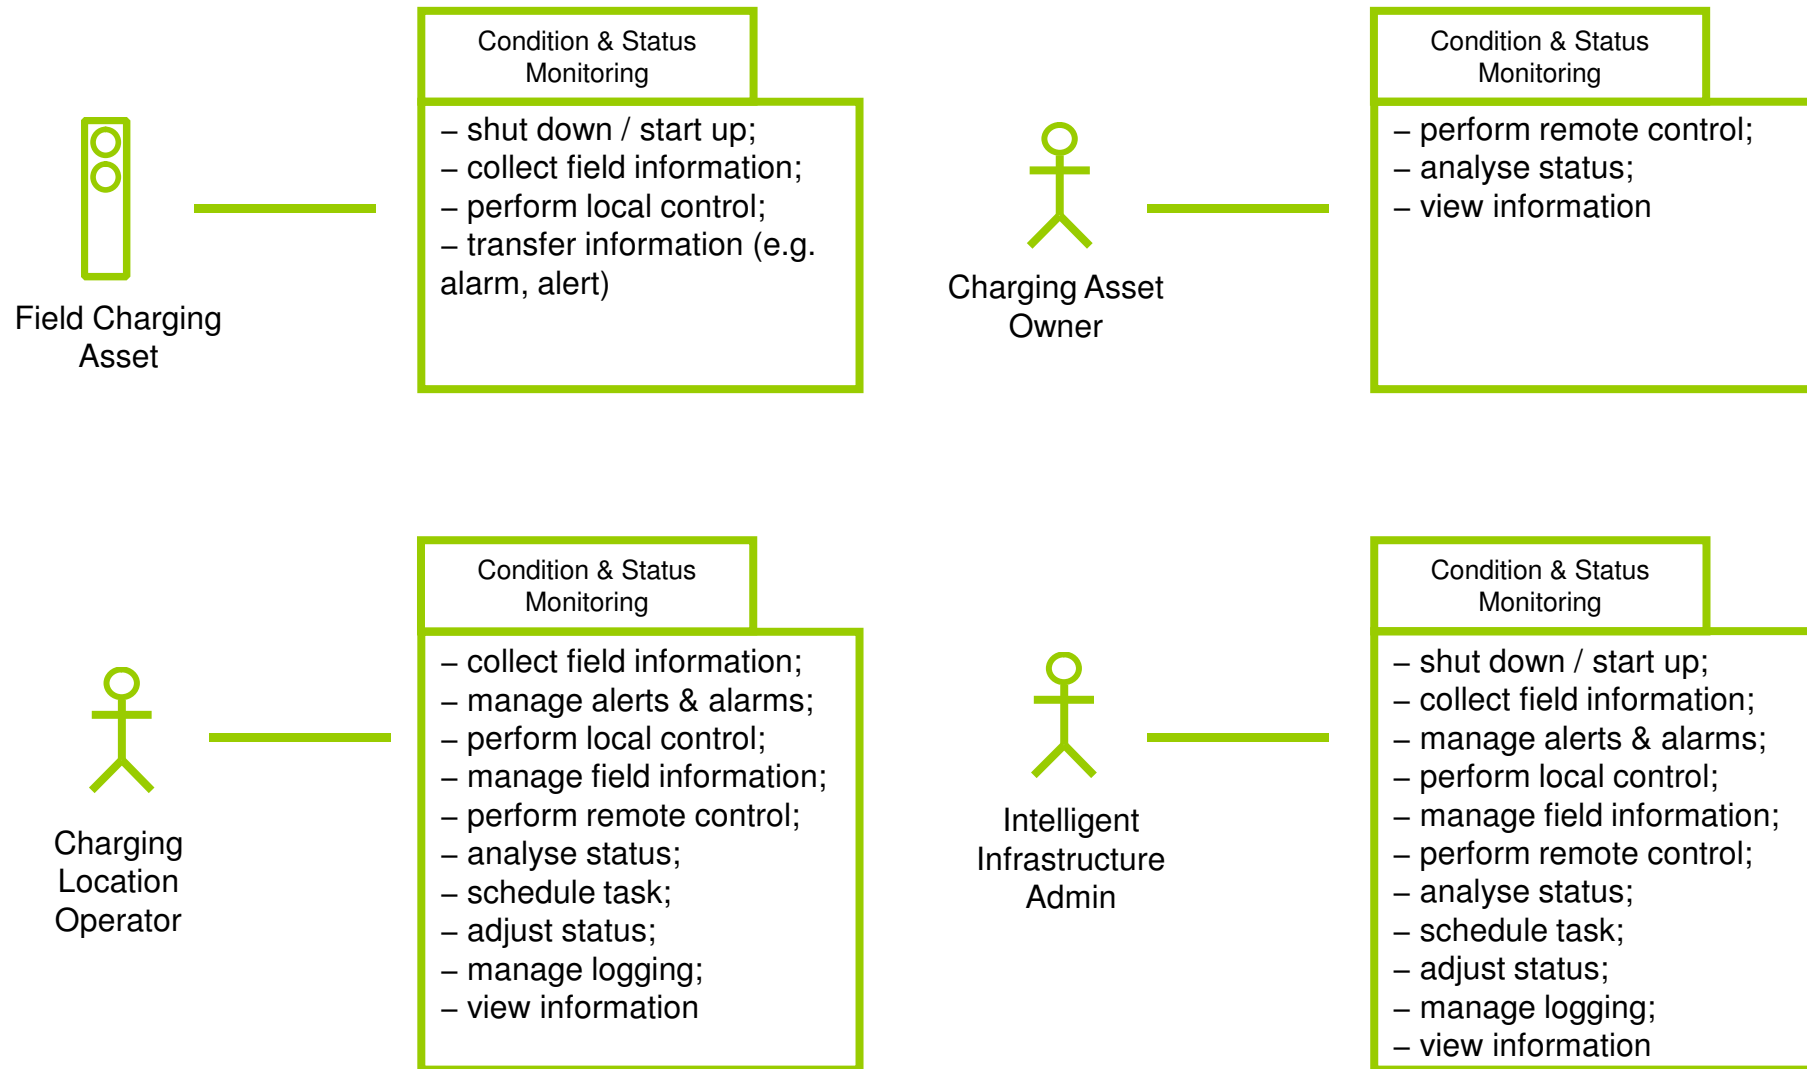 Condition & Status
Monitoring
– shut down / start up;
– collect field information;
– perform local control;
– transfer information (e.g.
alarm, alert)
Field Charging
Asset
Condition & Status
Monitoring
– perform remote control;
– analyse status;
– view information
Charging Asset
Owner
Condition & Status
Monitoring
– collect field information;
– manage alerts & alarms;
– perform local control;
– manage field information;
– perform remote control;
– analyse status;
– schedule task;
– adjust status;
– manage logging;
– view information
Charging
Location
Operator
Condition & Status
Monitoring
– shut down / start up;
– collect field information;
– manage alerts & alarms;
– perform local control;
– manage field information;
– perform remote control;
– analyse status;
– schedule task;
– adjust status;
– manage logging;
– view information
Intelligent
Infrastructure
Admin